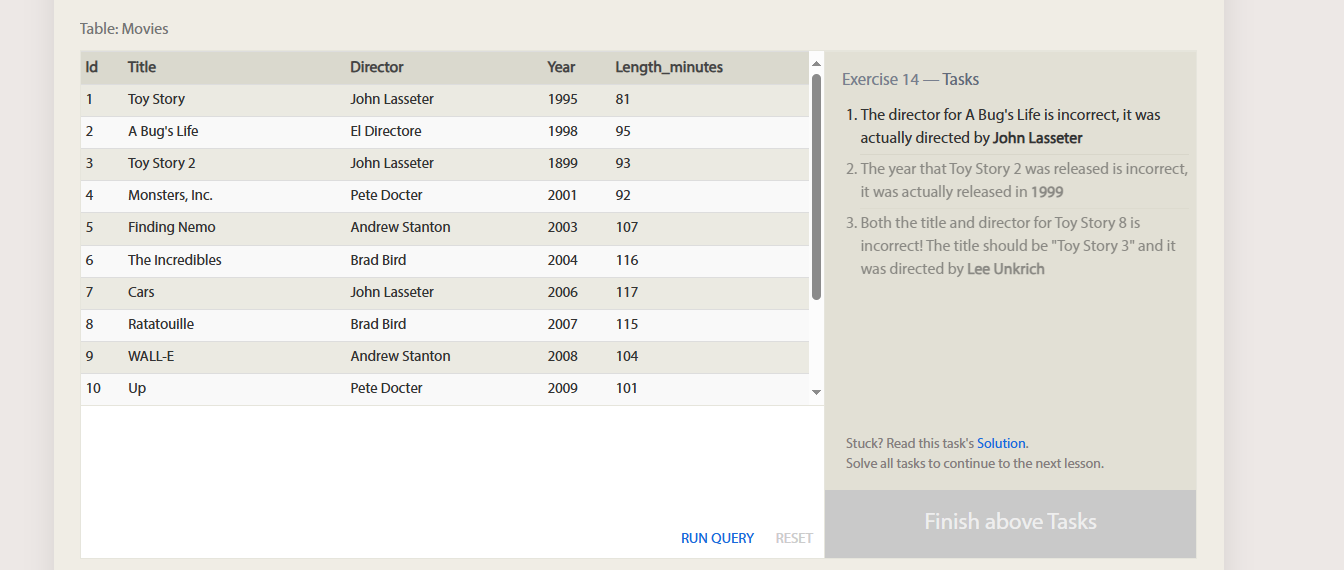 Table: Movies
Id Title Director Year Length_minutes
1 Toy Story John Lasseter 1995 81
2 A Bug's Life El Directore 1998 95
3 Toy Story 2 John Lasseter 1899 93
4 Monsters, Inc. Pete Docter 2001 92
5 Finding Nemo Andrew Stanton 2003 107
6 The Incredibles Brad Bird 2004 116
7 Cars John Lasseter 2006 117
8 Ratatouille Brad Bird 2007 115
9 WALL-E Andrew Stanton 2008 104
10 Up Pete Docter 2009 101
RUN QUERY RESET
Exercise 14 — Tasks
1. The director for A Bug's Life is incorrect, it was
actually directed by John Lasseter
2. The year that Toy Story 2 was released is incorrect,
it was actually released in 1999
3. Both the title and director for Toy Story 8 is
incorrect! The title should be "Toy Story 3" and it
was directed by Lee Unkrich
Stuck? Read this task's Solution.
Solve all tasks to continue to the next lesson.
Finish above Tasks